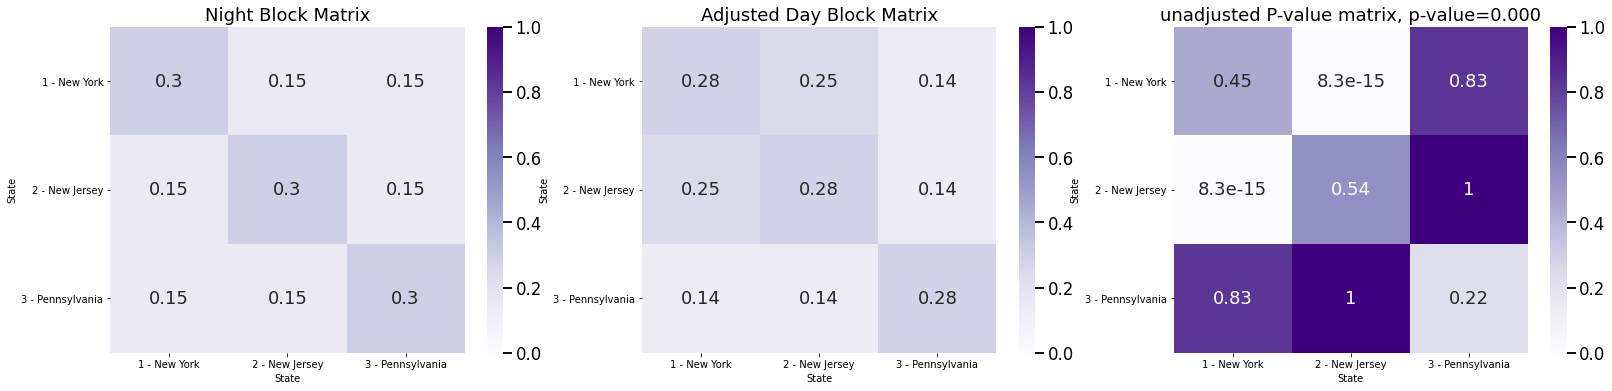 Night Block Matrix
State
1 - New York
2 - New Jersey
3 - Pennsylvania
0.3 0.15 0.15
0.15 0.3 0.15
0.15 0.15 0.3
1 - New York 2 - New Jersey 3 - Pennsylvania
State
1.0
0.8
0.6
0.4
0.2
0.0
Adjusted Day Block Matrix
State
1 - New York
2 - New Jersey
3 - Pennsylvania
0.28 0.25 0.14
0.25 0.28 0.14
0.14 0.14 0.28
1 - New York 2 - New Jersey 3 - Pennsylvania
State
1.0
0.8
0.6
0.4
0.2
0.0
unadjusted P-value matrix, p-value=0.000
State
1 - New York
2 - New Jersey
3 - Pennsylvania
0.45 8.3e-15 0.83
8.3e-15 0.54 1
0.83 1 0.22
1 - New York 2 - New Jersey 3 - Pennsylvania
State
1.0
0.8
0.6
0.4
0.2
0.0